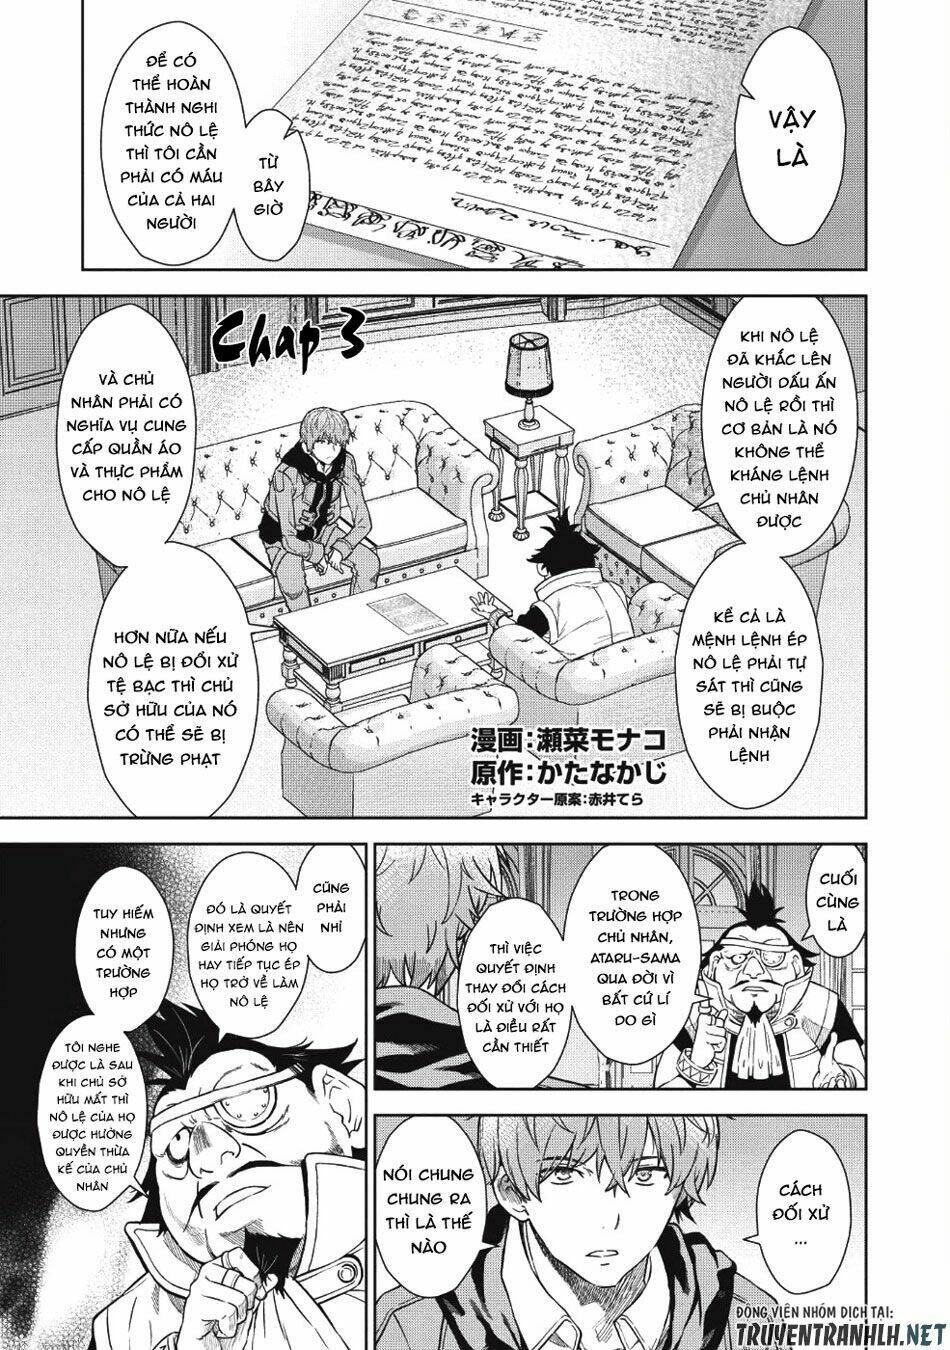 VẬY
LÀ
TỪ
BÂY
GIỜ
ĐỂ CÓ
THỂ HOÀN
THÀNH NGHI
THỨC NÔ LỆ
THÌ TÔI CẦN
PHẢI CÓ MÁU
CỦA CẢ HAI
NGƯỜI
Chap 3
KHI NÔ LỆ
ĐÃ KHẮC LÊN
NGƯỜI DẤU ẤN
NÔ LỆ RỒI THÌ
CƠ BẢN LÀ NÓ
KHÔNG THỂ
KHÁNG LỆNH
CHỦ NHÂN
ĐƯỢC
KỂ CẢ LÀ
MỆNH LỆNH ÉP
NÔ LỆ PHẢI TỰ
SÁT THÌ CŨNG
SẼ BỊ BUỘC
PHẢI NHẬN
LỆNH
VÀ CHỦ
NHÂN PHẢI CÓ
NGHĨA VỤ CUNG
CẤP QUẦN ÁO
VÀ THỰC PHẨM
CHO NÔ LỆ
HƠN NỮA NẾU
NÔ LỆ BỊ ĐỔI XỬ
TỆ BẠC THÌ CHỦ
SỞ HỮU CỦA NÓ
CÓ THỂ SẼ BỊ
TRỪNG PHẠT
漫画：瀬菜モナコ
原作：かたなかじ
キャラクター原案：赤井てら
CUỐI
CÙNG
LÀ
TRONG
TRƯỜNG HỢP
CHỦ NHÂN,
ATARU-SAMA
QUA ĐỜI VÌ
BẤT CỨ LÍ
DO GÌ
THÌ VIỆC
QUYẾT ĐỊNH
THAY ĐỔI CÁCH
ĐỐI XỬ VỚI HỌ
LÀ ĐIỀU RẤT
CẦN THIẾT
CÁCH
ĐỐI XỬ
...
NÓI CHUNG
CHUNG RA
THÌ LÀ THẾ
NÀO
CŨNG
PHẢI
NHỈ
ĐÓ LÀ QUYẾT
ĐỊNH XEM LÀ NÊN
GIẢI PHÓNG HỌ
HAY TIẾP TỤC ÉP
HỌ TRỞ VỀ LÀM
NÔ LỆ
TUY HIẾM
NHƯNG
CÓ MỘT
TRƯỜNG
HỢP
TÔI NGHE
ĐƯỢC LÀ SAU
KHI CHỦ SỞ
HỮU MẤT THÌ
NÔ LỆ CỦA HỌ
ĐƯỢC HƯỞNG
QUYỀN THỪA
KẾ CỦA CHỦ
NHÂN
ĐỘNG VIÊN NHÓM DỊCH TẠI:
TRUYENTRANHLH.NET